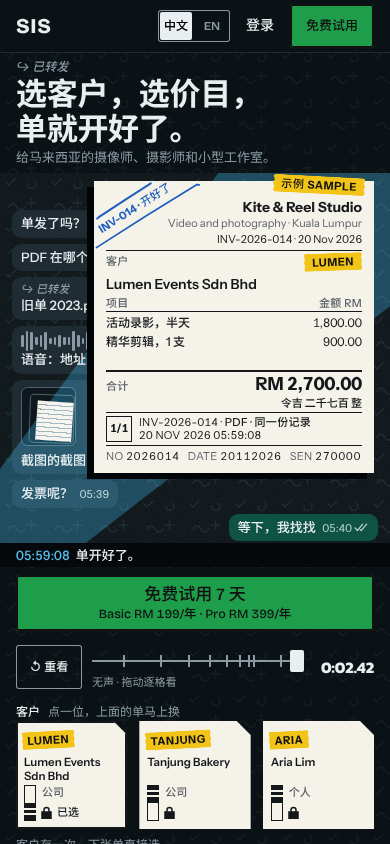 SIS
中文
EN
登录
免费试用
已转发
选客户，选价目，
单就开好了。
给马来西亚的摄像师、摄影师和小型工作室。
单发了吗？
PDF 在哪个
已转发
旧单 2023.p
语音：地址
截图的截图
发票呢？ 05:39
INV-014·开好了
示例 SAMPLE
Kite & Reel Studio
Video and photography· Kuala Lumpur
INV-2026-014·20 Nov 2026
客户
LUMEN
Lumen Events Sdn Bhd
项目 金额 RM
活动录影，半天 1,800.00
精华剪辑，1 支 900.00
合计 RM 2,700.00
令吉 二千七百 整
1/1
INV-2026-014·PDF·同一份记录
20 NOV 2026 05:59:08
NO 2026014 DATE 20112026 SEN 270000
等下，我找找 05:40
05:59:08 单开好了。
免费试用 7 天
Basic RM 199/年 · Pro RM 399/年
重看
0:02.42
无声 · 拖动逐格看
客户 点一位，上面的单马上换
LUMEN
Lumen Events
Sdn Bhd
公司
已选
TANJUNG
Tanjung Bakery
公司
ARIA
Aria Lim
个人